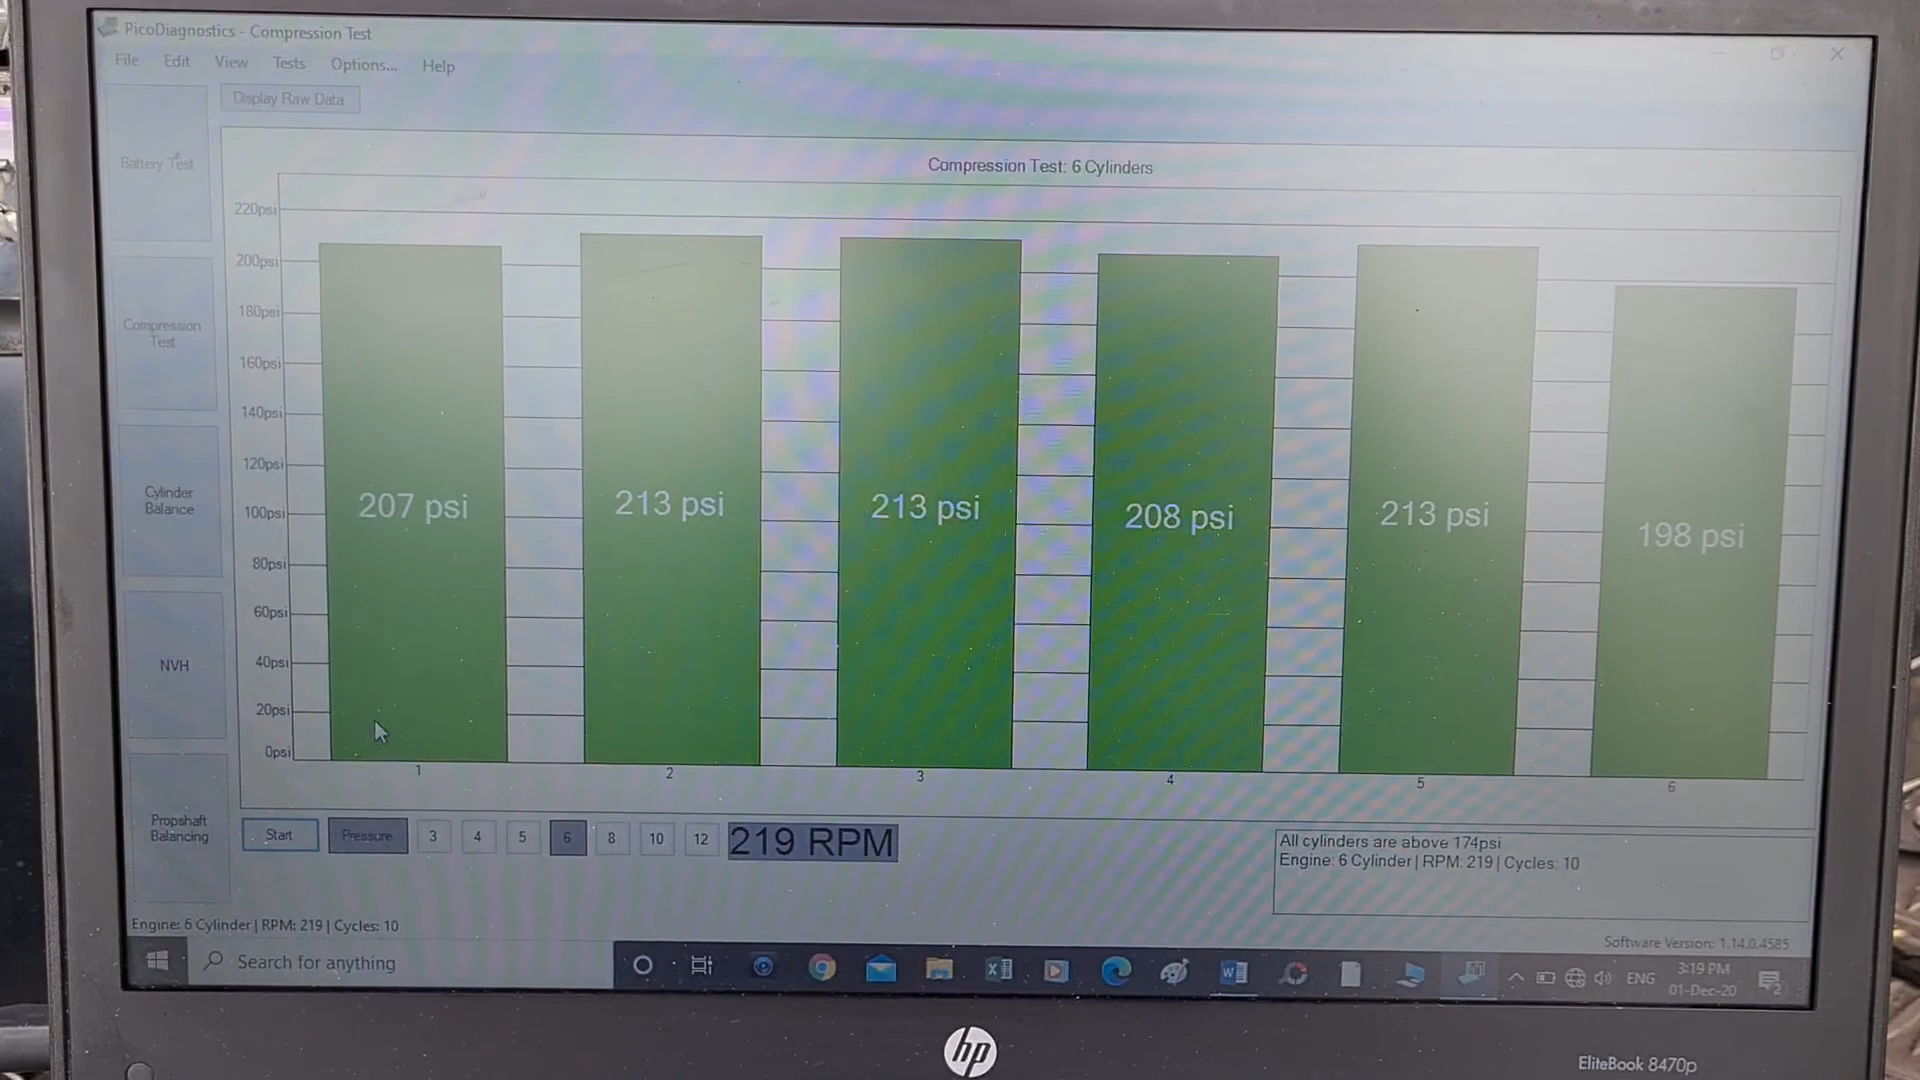 PicoDiagnostics - Compression Test
File Edit View Tests Options... Help
Display Raw Data
Battery Test
Compression
Test
Cylinder
Balance
NVH
Propshaft
Balancing
Compression Test: 6 Cylinders
220psi
200psi
180psi
160psi
140psi
120psi
100psi
80psi
60psi
40psi
20psi
0psi
207 psi 213 psi 213 psi 208 psi 213 psi 198 psi
1 2 3 4 5 6
Start Pressure 3 4 5 6 8 10 12 219 RPM
All cylinders are above 174psi
Engine: 6 Cylinder | RPM: 219 | Cycles: 10
Engine: 6 Cylinder | RPM: 219 | Cycles: 10
Software Version: 1.14.0.4585
Search for anything
ENG
3:19 PM
01-Dec-20
2
hp
EliteBook 8470p